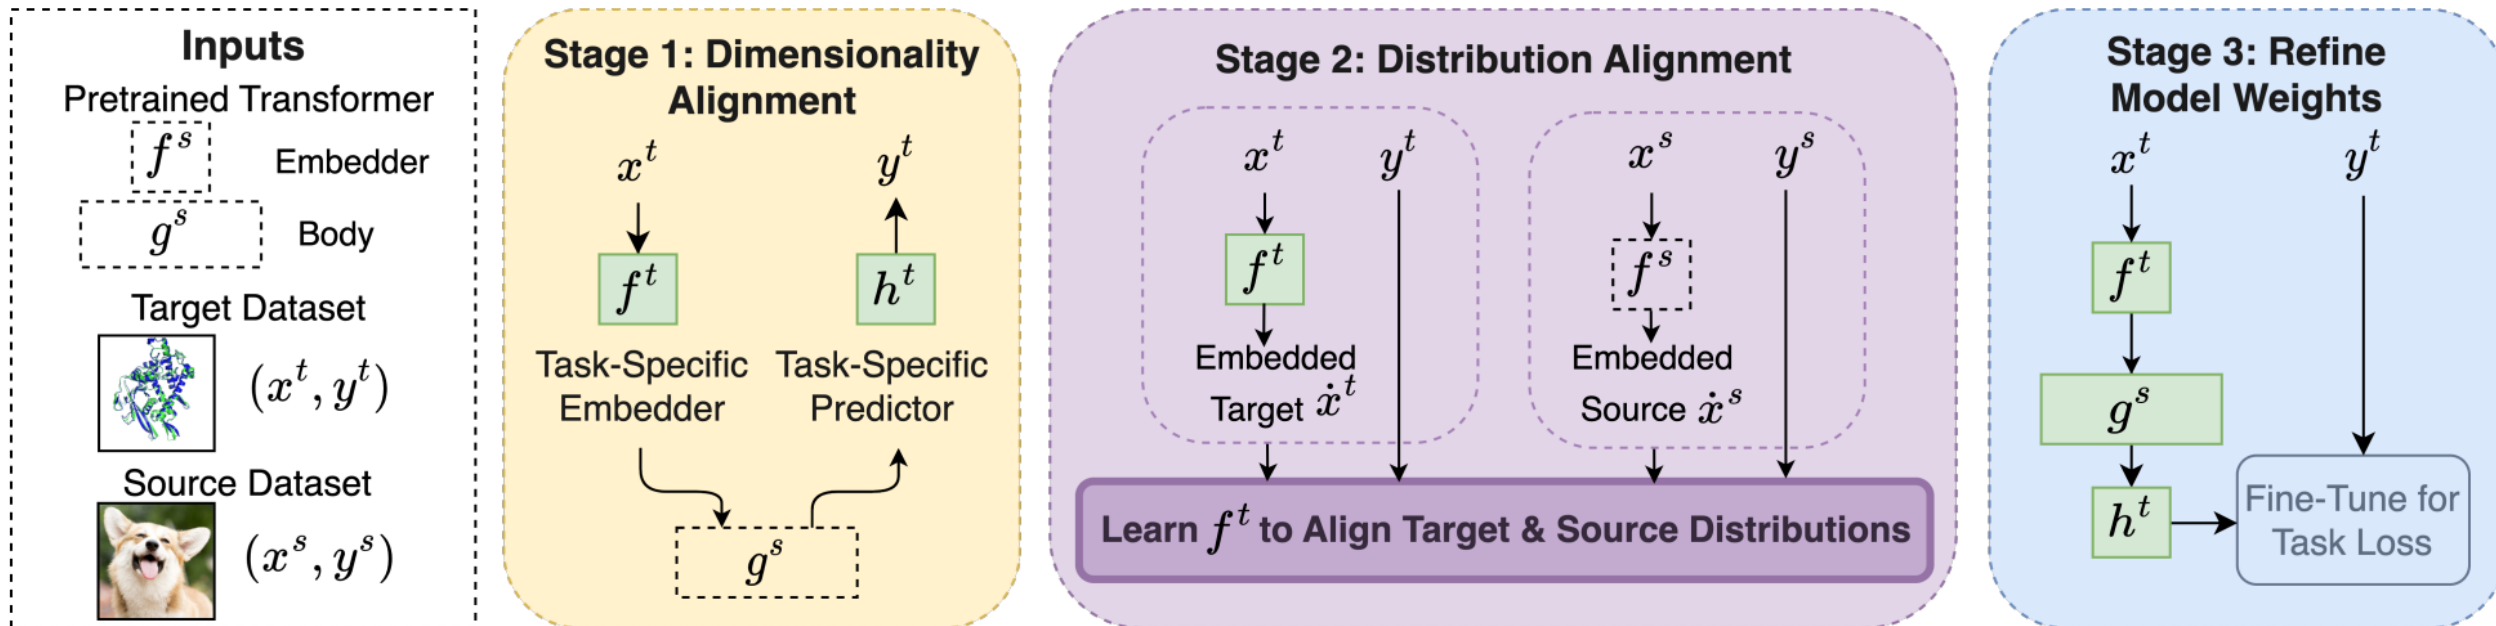 Inputs
Pretrained Transformer
f^s Embedder
g^s Body
Target Dataset
(x^t, y^t)
Source Dataset
(x^s, y^s)
Stage 1: Dimensionality
Alignment
x^t y^t
f^t h^t
Task-Specific Task-Specific
Embedder Predictor
g^s
Stage 2: Distribution Alignment
x^t y^t x^s y^s
f^t f^s
Embedded Embedded
Target ẋ^t Source ẋ^s
Learn f^t to Align Target & Source Distributions
Stage 3: Refine
Model Weights
x^t y^t
f^t
g^s
h^t
Fine-Tune for
Task Loss